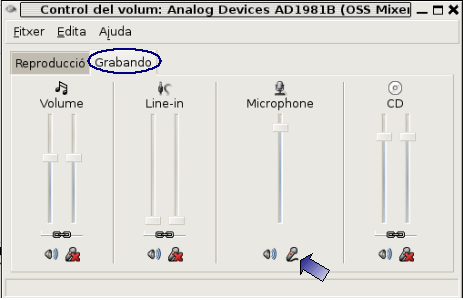 Control del volum: Analog Devices AD1981B (OSS Mixer
Fitxer Edita Ajuda
Reproducció Grabando
Volume Line-in Microphone CD